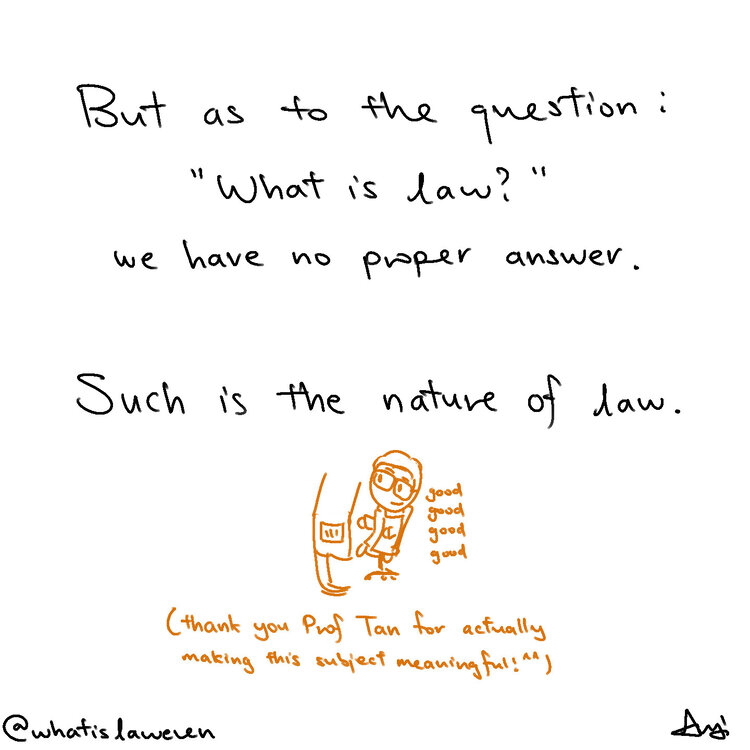 But as to the question:
"What is law?"
we have no proper answer.
Such is the nature of law.
good
good
good
good
(thank you Prof Tan for actually
making this subject meaningful! ^^)
@whatislaweven